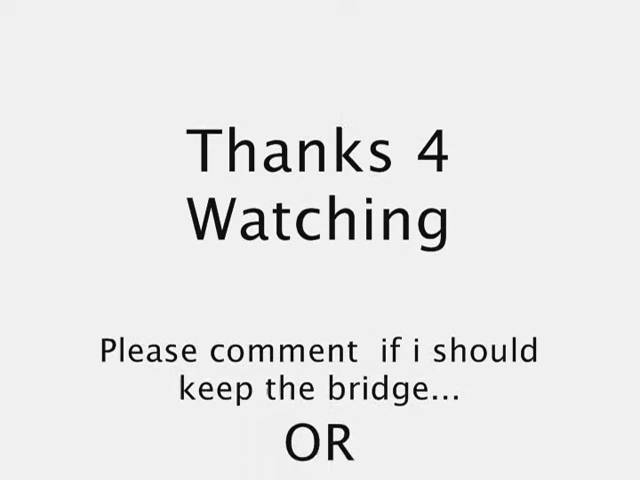 Thanks 4
Watching
Please comment  if i should
keep the bridge...
OR